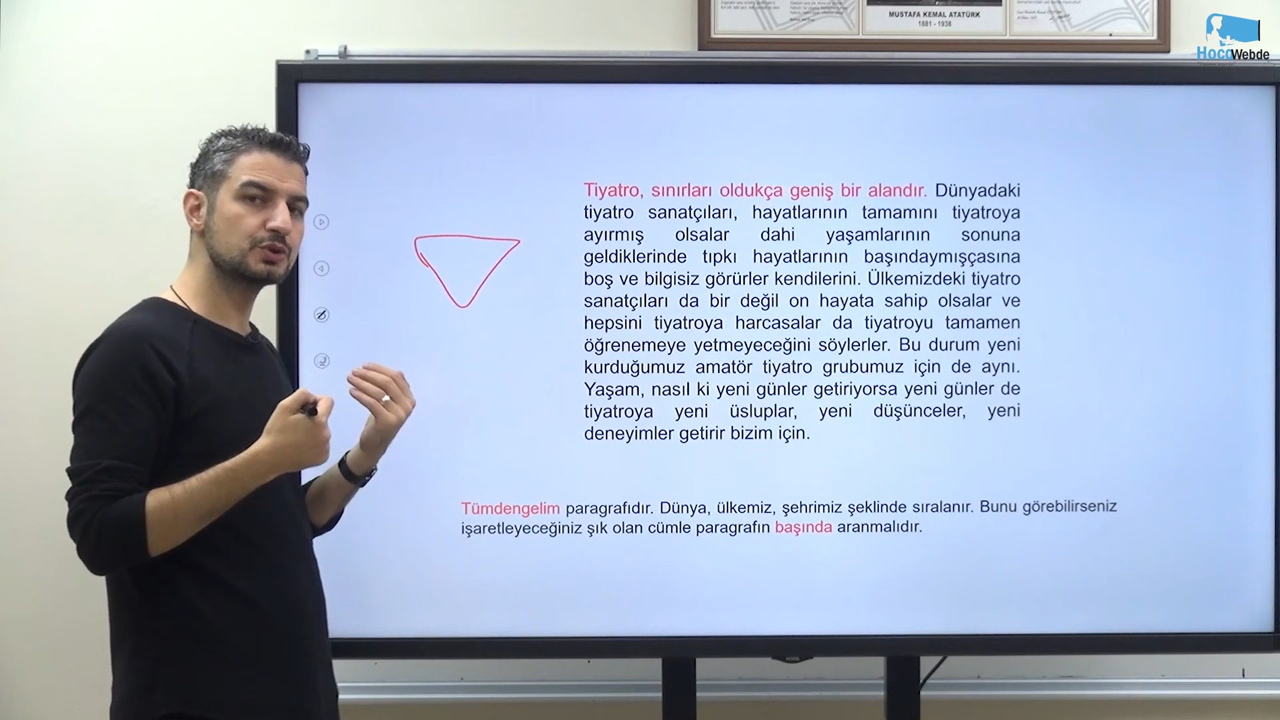 MUSTAFA KEMAL ATATÜRK
1881 - 1938
HocaWebde
Tiyatro, sınırları oldukça geniş bir alandır. Dünyadaki
tiyatro sanatçıları, hayatlarının tamamını tiyatroya
ayırmış olsalar dahi yaşamlarının sonuna
geldiklerinde tıpkı hayatlarının başındaymışçasına
boş ve bilgisiz görürler kendilerini. Ülkemizdeki tiyatro
sanatçıları da bir değil on hayata sahip olsalar ve
hepsini tiyatroya harcasalar da tiyatroyu tamamen
öğrenemeye yetmeyeceğini söylerler. Bu durum yeni
kurduğumuz amatör tiyatro grubumuz için de aynı.
Yaşam, nasıl ki yeni günler getiriyorsa yeni günler de
tiyatroya yeni üsluplar, yeni düşünceler, yeni
deneyimler getirir bizim için.
Tümdengelim paragrafıdır. Dünya, ülkemiz, şehrimiz şeklinde sıralanır. Bunu görebilirseniz
işaretleyeceğiniz şık olan cümle paragrafın başında aranmalıdır.